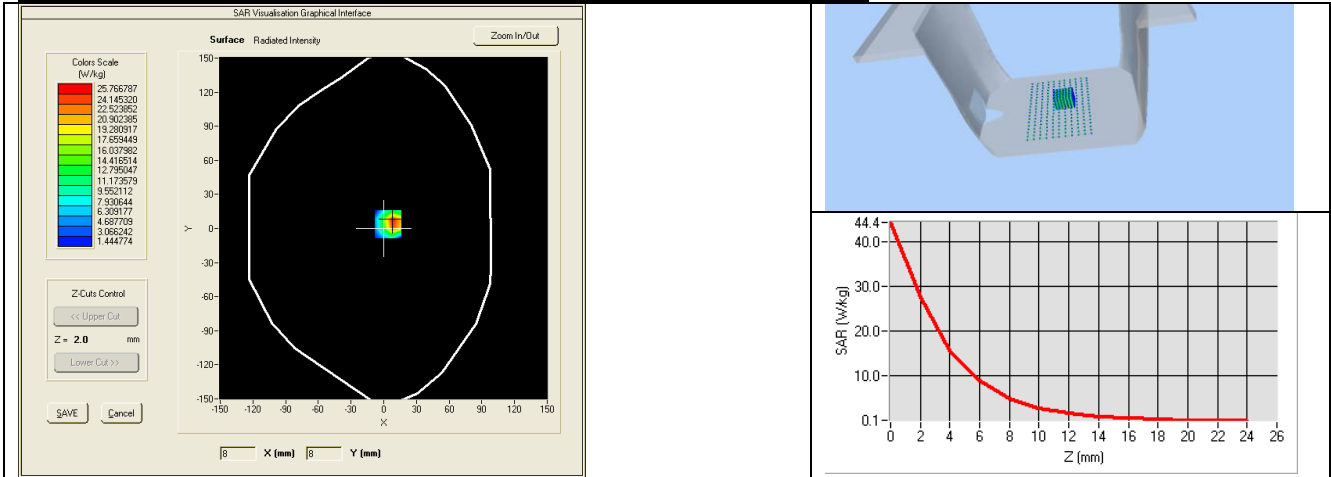 SAR Visualisation Graphical Interface
Surface Radiated Intensity
Zoom In/Out
Colors Scale
(W/kg)
25.766787
24.145320
22.523852
20.902385
19.280917
17.659449
16.037982
14.416514
12.795047
11.173579
9.552112
7.930644
6.309177
4.687709
3.066242
1.444774
Z-Cuts Control
<< Upper Cut
Z = 2.0 mm
Lower Cut >>
SAVE Cancel
150
120
90
60
30
0
-30
-60
-90
-120
-150
Y
-150 -120 -90 -60 -30 0 30 60 90 120 150
X
8 X (mm) 8 Y (mm)
44.4
40.0
30.0
20.0
10.0
0.1
SAR (W/kg)
0 2 4 6 8 10 12 14 16 18 20 22 24 26
Z (mm)